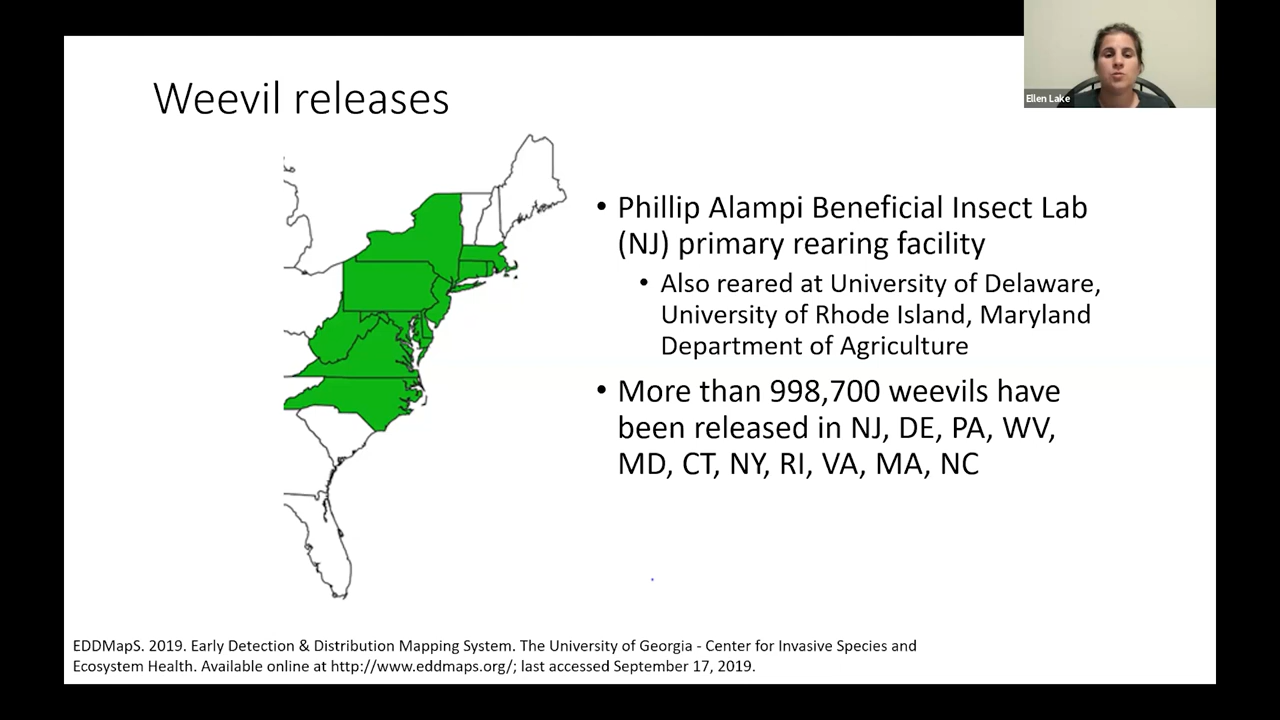 Weevil releases
Ellen Lake
• Phillip Alampi Beneficial Insect Lab
(NJ) primary rearing facility
• Also reared at University of Delaware,
University of Rhode Island, Maryland
Department of Agriculture
• More than 998,700 weevils have
been released in NJ, DE, PA, WV,
MD, CT, NY, RI, VA, MA, NC
EDDMapS. 2019. Early Detection & Distribution Mapping System. The University of Georgia - Center for Invasive Species and
Ecosystem Health. Available online at http://www.eddmaps.org/; last accessed September 17, 2019.